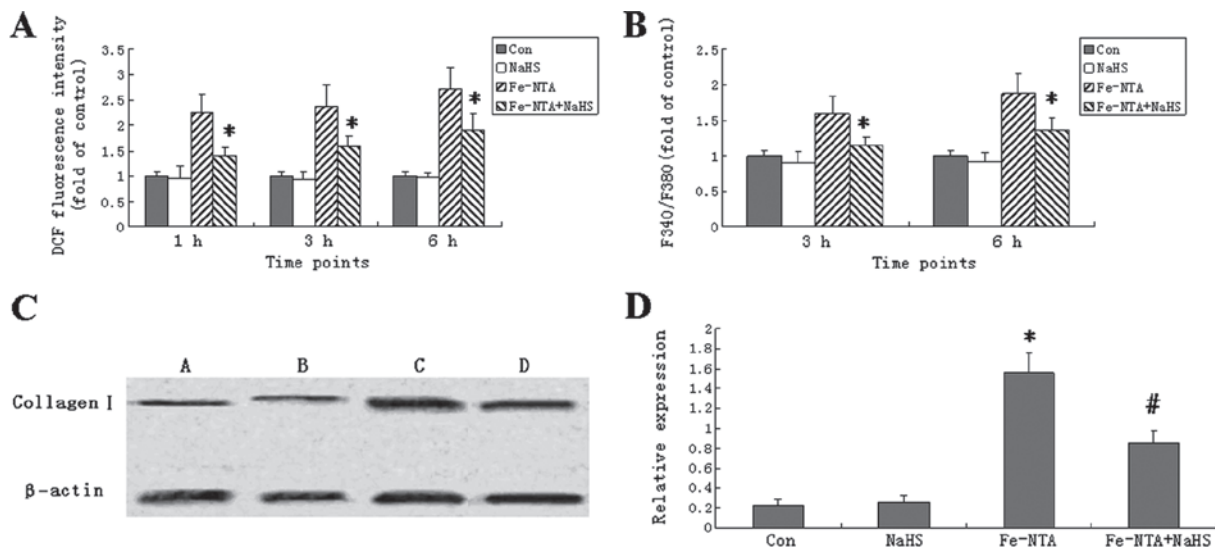 A
DCF fluorescence intensity
(fold of control)
3.5
3
2.5
2
1.5
1
0.5
0
*
*
*
1 h
3 h
6 h
Time points
Con
NaHS
Fe-NTA
Fe-NTA+NaHS
B
F340/F380 (fold of control)
2.5
2
1.5
1
0.5
0
*
*
3 h
6 h
Time points
Con
NaHS
Fe-NTA
Fe-NTA+NaHS
C
A B C D
Collagen Ⅰ
β-actin
D
Relative expression
2
1.8
1.6
1.4
1.2
1
0.8
0.6
0.4
0.2
0
*
#
Con NaHS Fe-NTA Fe-NTA+NaHS